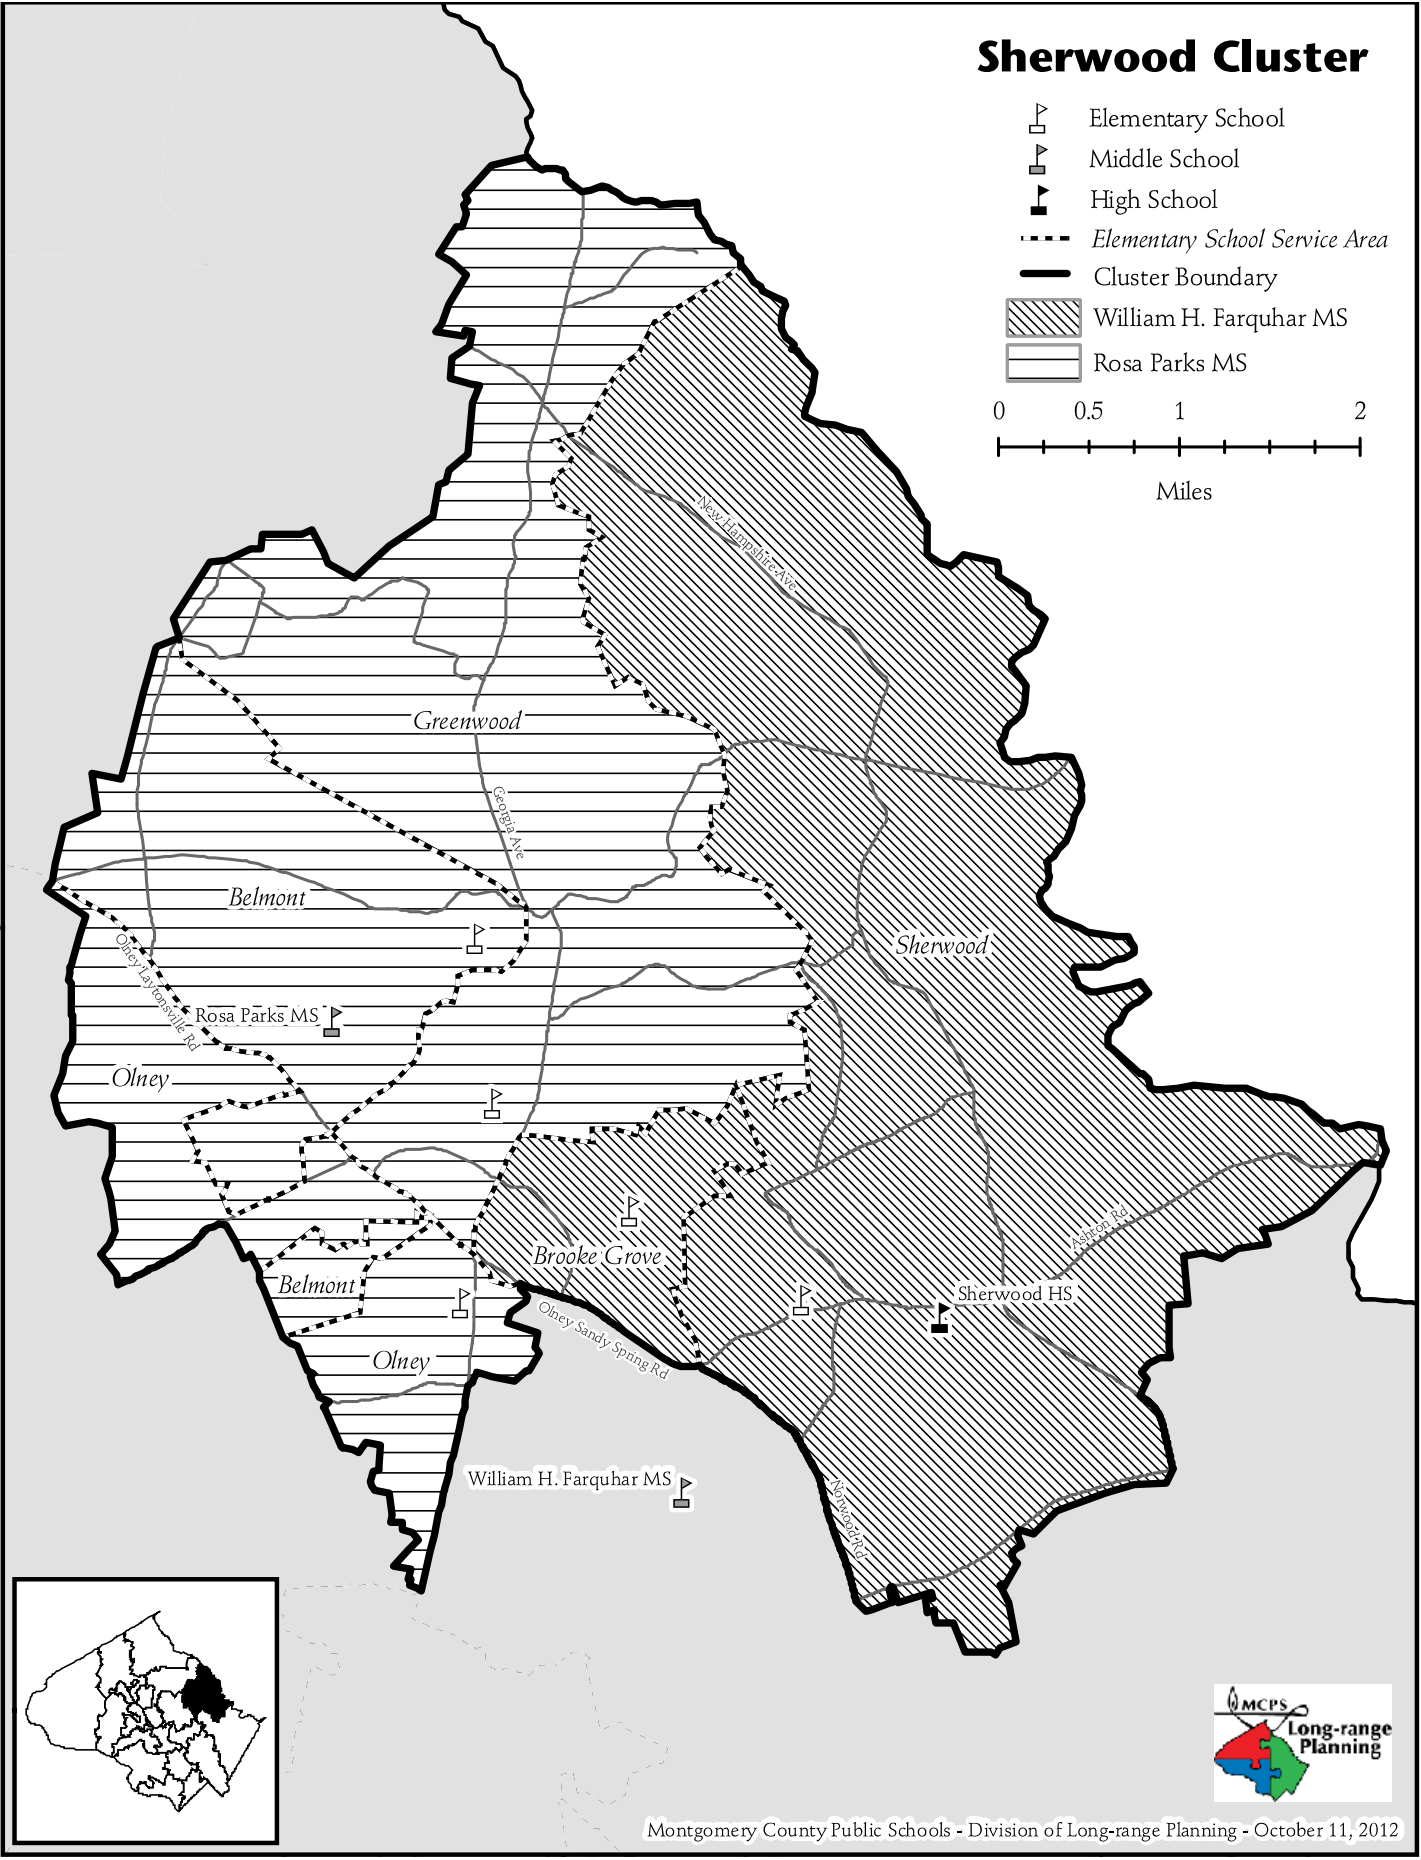 Sherwood Cluster
Elementary School
Middle School
High School
Elementary School Service Area
Cluster Boundary
William H. Farquhar MS
Rosa Parks MS
0 0.5 1 2
Miles
New Hampshire Ave
Greenwood
Georgia Ave
Belmont
Sherwood
Olney Laytonsville Rd
Rosa Parks MS
Olney
Ashton Rd
Brooke Grove
Belmont
Sherwood HS
Olney Sandy Spring Rd
Olney
William H. Farquhar MS
Norwood Rd
MCPS
Long-range
Planning
Montgomery County Public Schools - Division of Long-range Planning - October 11, 2012